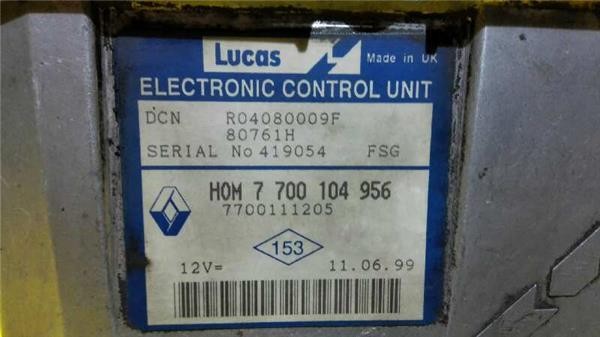 Lucas Made in UK
ELECTRONIC CONTROL UNIT
DCN R04080009F
80761H
SERIAL No 419054 FSG
HOM 7 700 104 956
7700111205
153
12V= 11.06.99